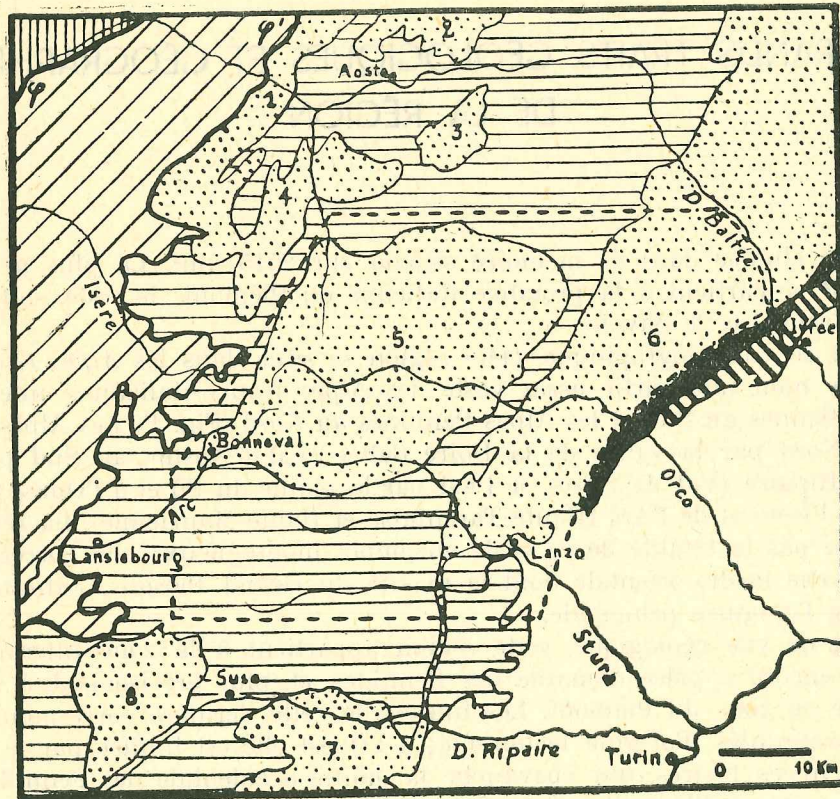 φ
φ'
2
Aoste
1
3
4
D. Baltée
Isère
5
6
Ivrée
Bonneval
Arc
Orco
Lanslebourg
Lanzo
Stura
8
Suse
7
D. Ripaire
Turino
0 10 Km